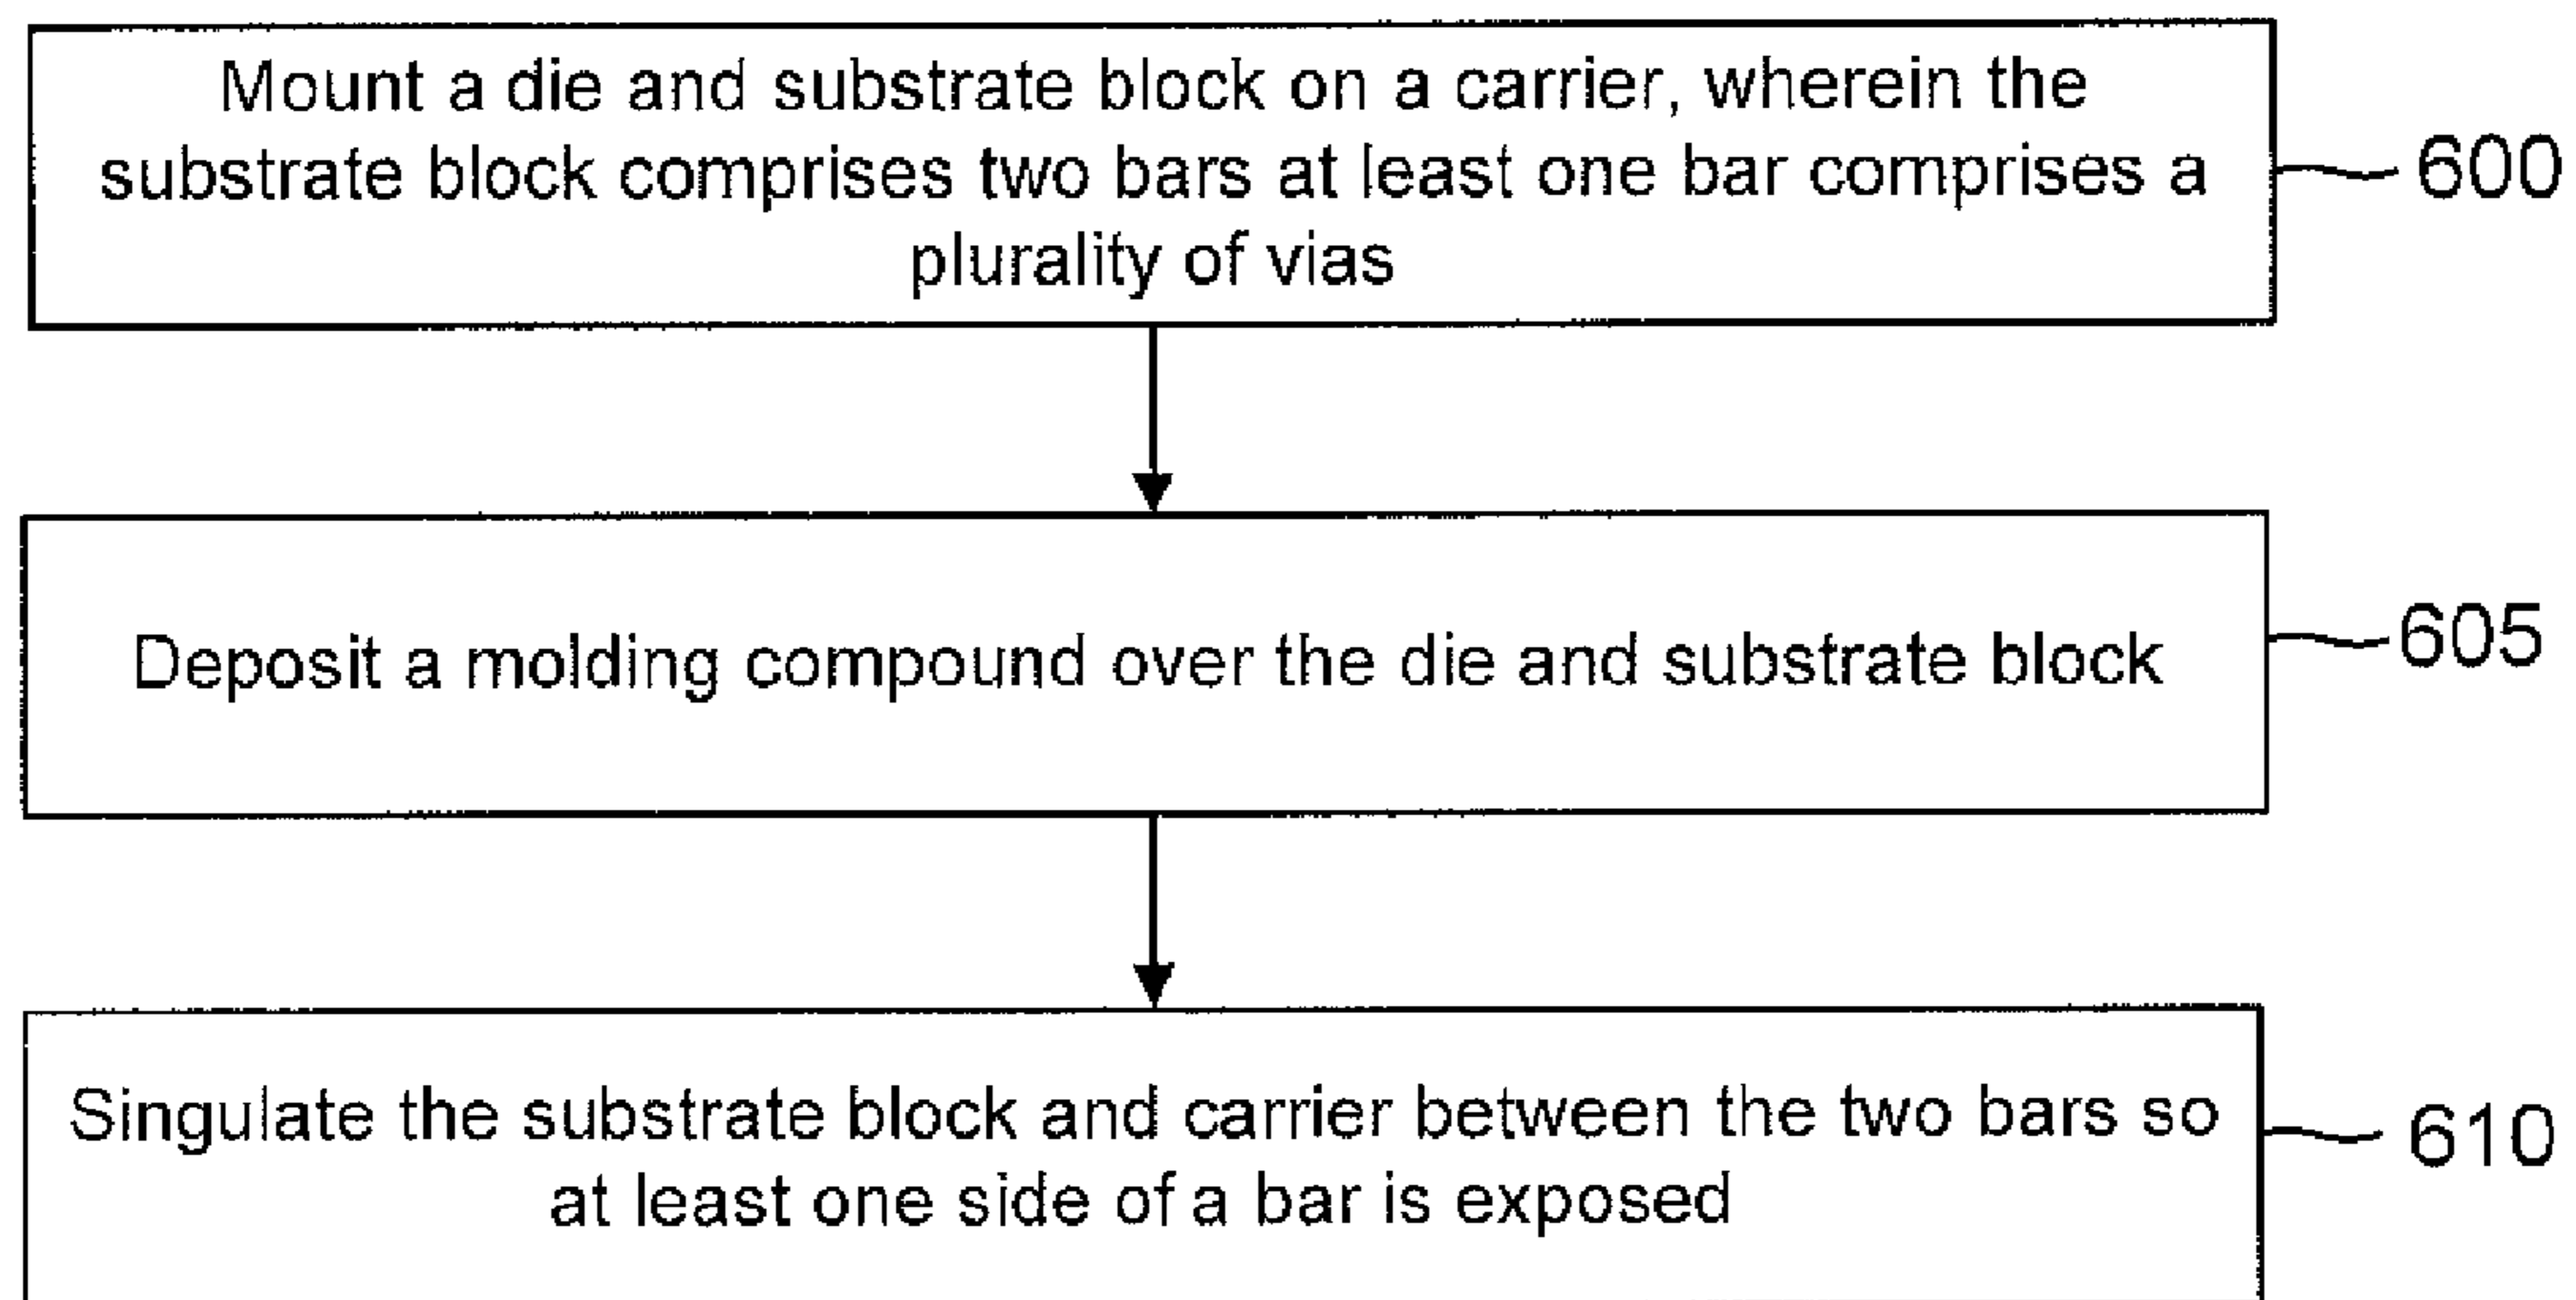 Mount a die and substrate block on a carrier, wherein the
substrate block comprises two bars at least one bar comprises a
plurality of vias
600
Deposit a molding compound over the die and substrate block
605
Singulate the substrate block and carrier between the two bars so
at least one side of a bar is exposed
610